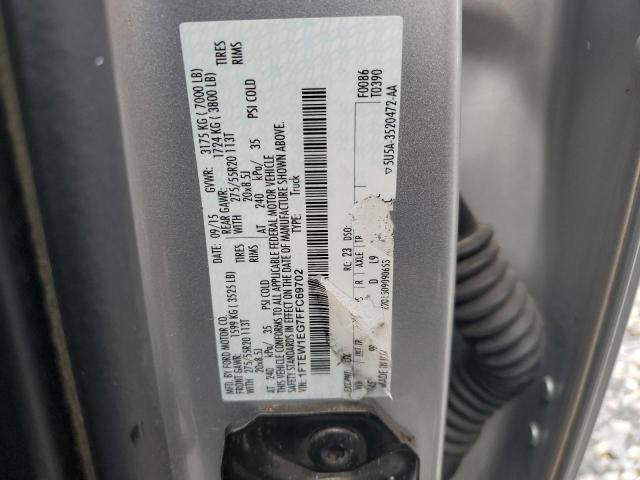 MFD. BY FORD MOTOR CO.
DATE: 09/15 GVWR: 3175 KG ( 7000 LB)
FRONT GAWR: 1599 KG ( 3525 LB) REAR GAWR: 1724 KG ( 3800 LB)
WITH 275/55R20 113T TIRES WITH 275/55R20 113T TIRES
20x8.5J RIMS 20x8.5J RIMS
AT 240 kPa/ 35 PSI COLD AT 240 kPa/ 35 PSI COLD
THIS VEHICLE CONFORMS TO ALL APPLICABLE FEDERAL MOTOR VEHICLE
SAFETY STANDARDS IN EFFECT ON THE DATE OF MANUFACTURE SHOWN ABOVE.
VIN: 1FTEW1EG7FFC69702 TYPE: Truck
F0086
T0390
RC: 23 DSO:
R AXLE TR
99 D L9
▽5U5A-3520472-AA